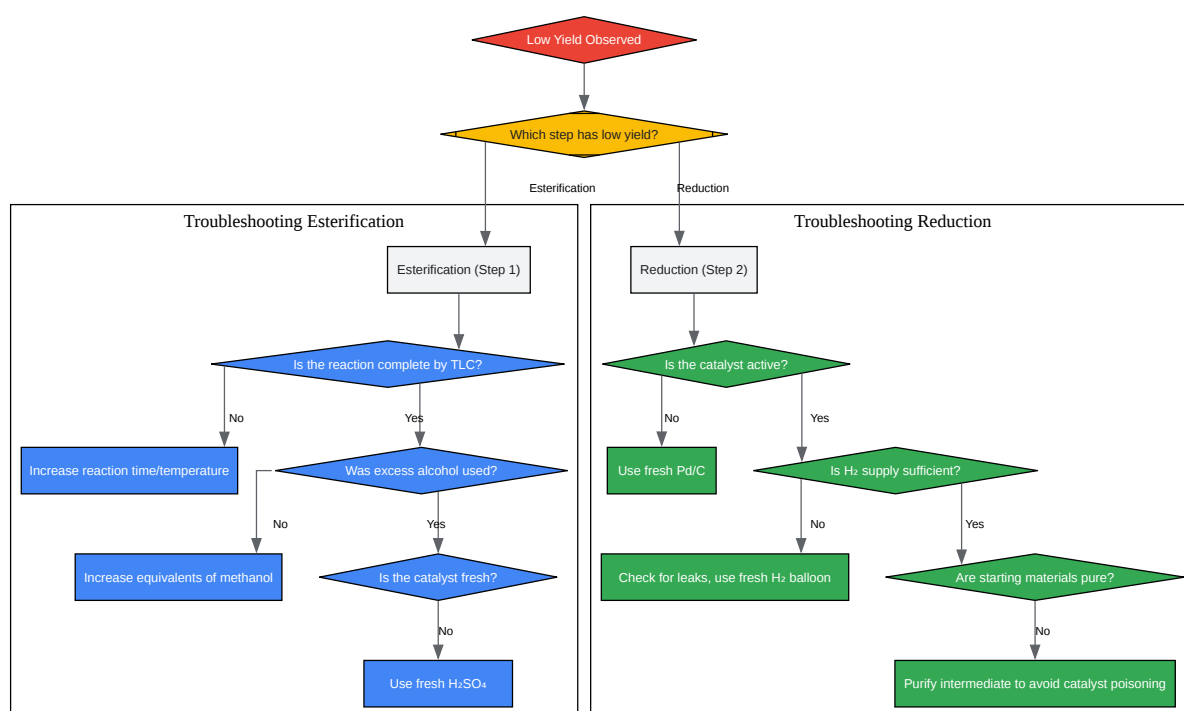 Low Yield Observed
Which step has low yield?
Esterification
Reduction
Troubleshooting Esterification
Troubleshooting Reduction
Esterification (Step 1)
Reduction (Step 2)
Is the reaction complete by TLC?
Is the catalyst active?
No
Yes
No
Yes
Increase reaction time/temperature
Was excess alcohol used?
Use fresh Pd/C
Is H₂ supply sufficient?
No
Yes
No
Yes
Increase equivalents of methanol
Is the catalyst fresh?
Check for leaks, use fresh H₂ balloon
Are starting materials pure?
No
No
Use fresh H₂SO₄
Purify intermediate to avoid catalyst poisoning